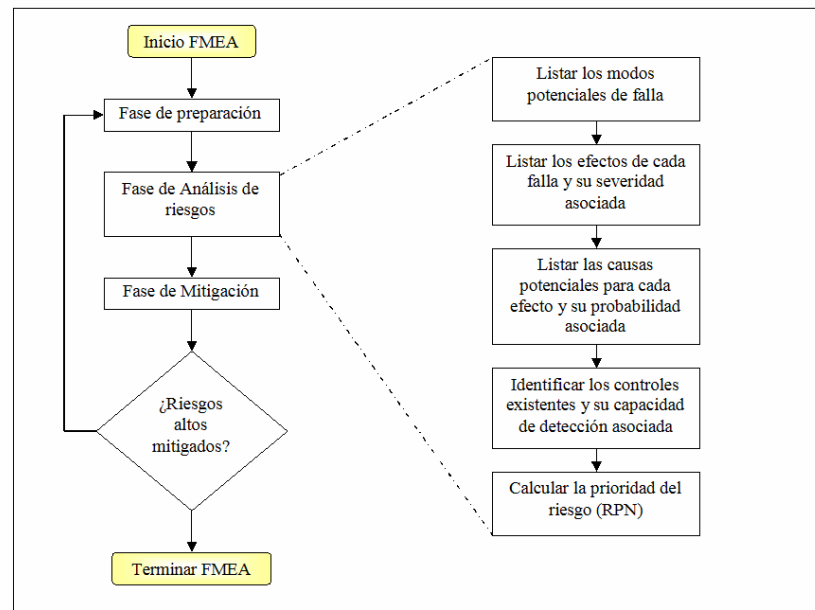 Inicio FMEA
Fase de preparación
Fase de Análisis de
riesgos
Fase de Mitigación
¿Riesgos
altos
mitigados?
Terminar FMEA
Listar los modos
potenciales de falla
Listar los efectos de cada
falla y su severidad
asociada
Listar las causas
potenciales para cada
efecto y su probabilidad
asociada
Identificar los controles
existentes y su capacidad
de detección asociada
Calcular la prioridad del
riesgo (RPN)